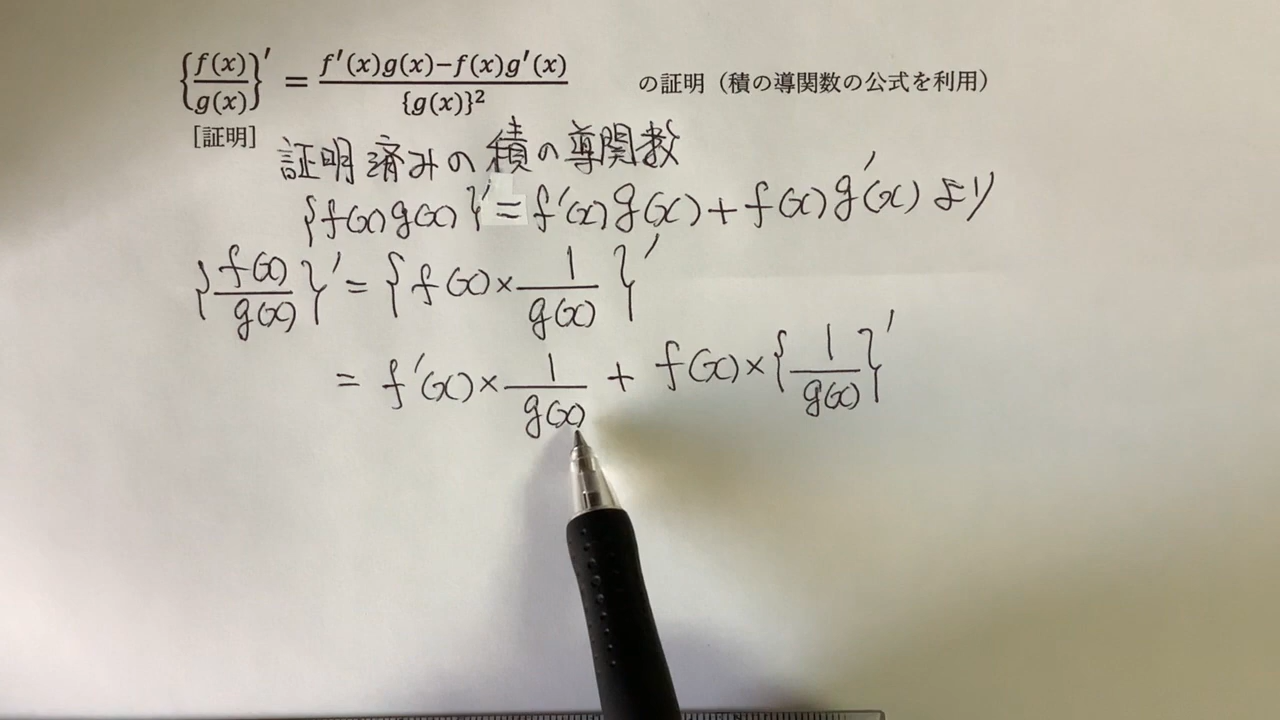 {f(x)/g(x)}′ = f′(x)g(x)−f(x)g′(x)/{g(x)}² の証明（積の導関数の公式を利用）
[証明] 証明済みの積の導関数
{f(x)g(x)}′ = f′(x)g(x) + f(x)g′(x) より
{f(x)/g(x)}′ = {f(x) × 1/g(x)}′
= f′(x) × 1/g(x) + f(x) × {1/g(x)}′